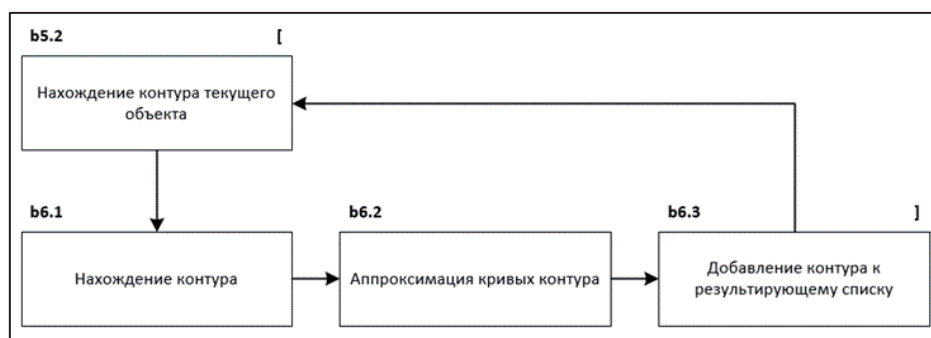 b5.2 [
Нахождение контура текущего
объекта
b6.1
Нахождение контура
b6.2
Аппроксимация кривых контура
b6.3 ]
Добавление контура к
результирующему списку